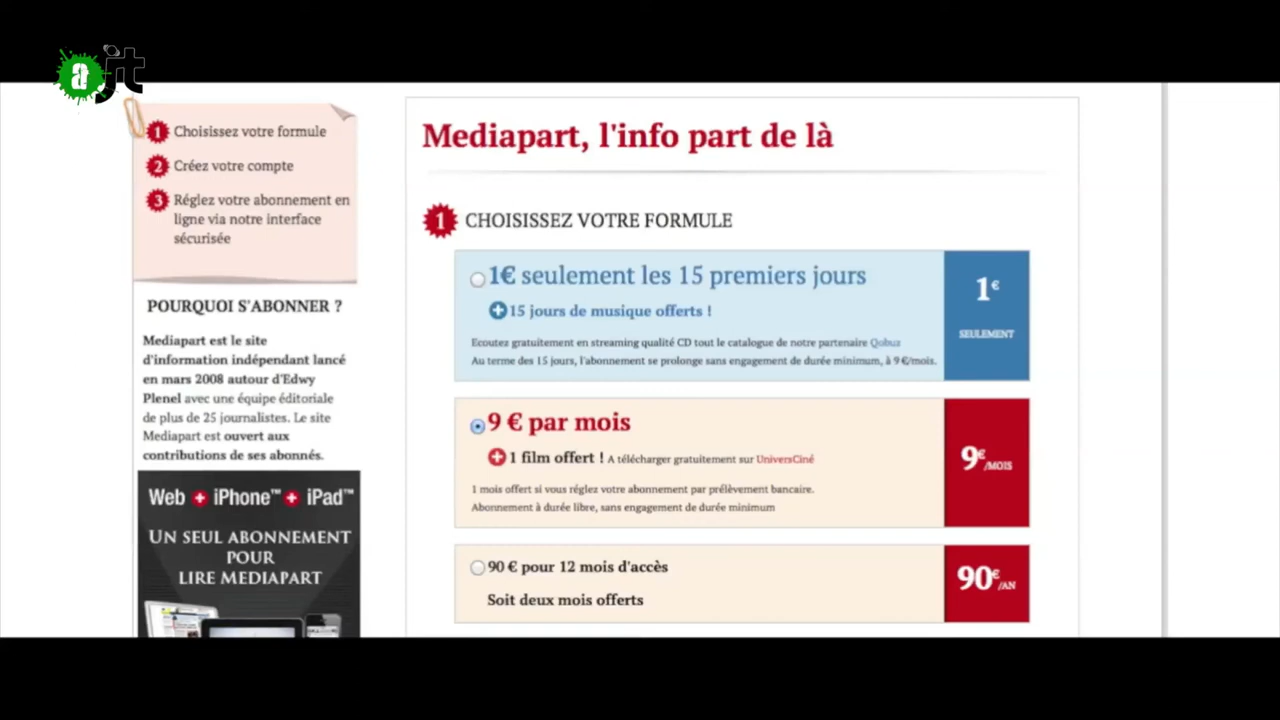 ajt
1 Choisissez votre formule
2 Créez votre compte
3 Réglez votre abonnement en
ligne via notre interface
sécurisée
POURQUOI S'ABONNER ?
Mediapart est le site
d'information indépendant lancé
en mars 2008 autour d'Edwy
Plenel avec une équipe éditoriale
de plus de 25 journalistes. Le site
Mediapart est ouvert aux
contributions de ses abonnés.
Web + iPhone™ + iPad™
UN SEUL ABONNEMENT
POUR
LIRE MEDIAPART
Mediapart, l'info part de là
1 CHOISISSEZ VOTRE FORMULE
1€ seulement les 15 premiers jours
+ 15 jours de musique offerts !
Ecoutez gratuitement en streaming qualité CD tout le catalogue de notre partenaire Qobuz
Au terme des 15 jours, l'abonnement se prolonge sans engagement de durée minimum, à 9 €/mois.
1€
SEULEMENT
9 € par mois
+ 1 film offert ! A télécharger gratuitement sur UniversCiné
1 mois offert si vous réglez votre abonnement par prélèvement bancaire.
Abonnement à durée libre, sans engagement de durée minimum
9€/MOIS
90 € pour 12 mois d'accès
Soit deux mois offerts
90€/AN